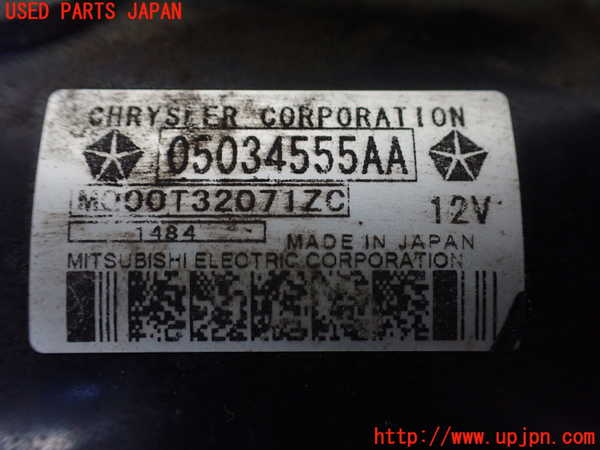 USED PARTS JAPAN
CHRYSLER CORPORATION
05034555AA
M000T32071ZC
12V
1484
MADE IN JAPAN
MITSUBISHI ELECTRIC CORPORATION
URL: http://www.upjpn.com/